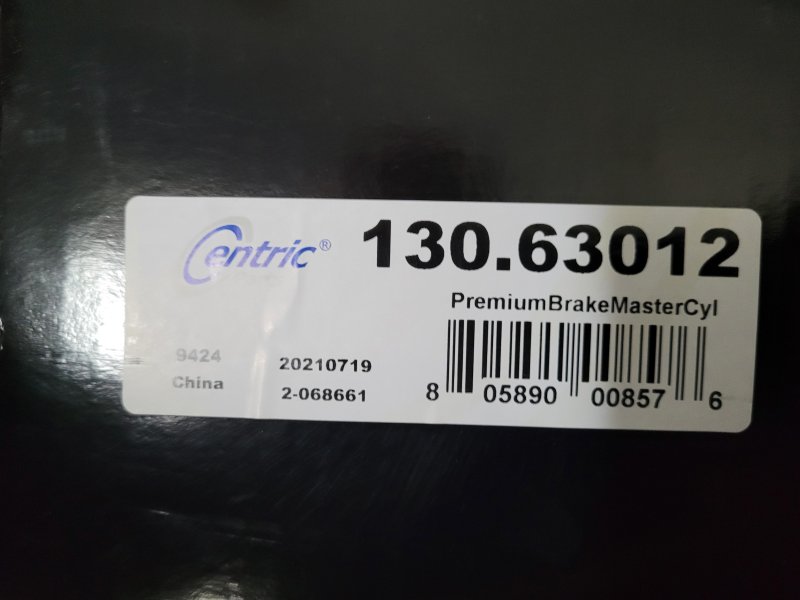 Centric®
130.63012
PremiumBrakeMasterCyl
9424
20210719
China
2-068661
8 05890 00857 6